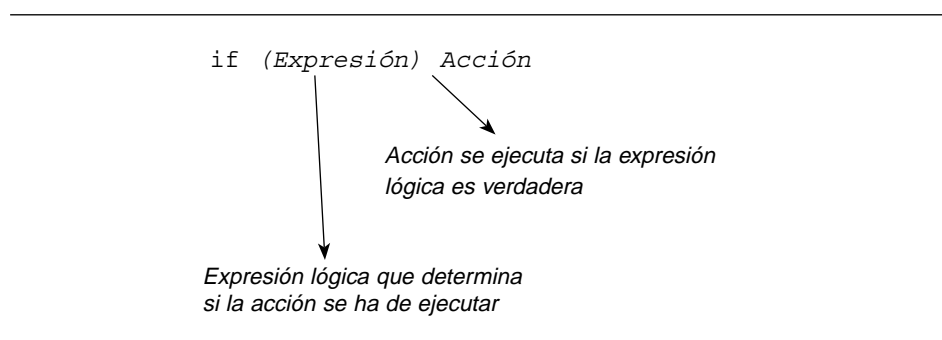 if (Expresión) Acción
Acción se ejecuta si la expresión
lógica es verdadera
Expresión lógica que determina
si la acción se ha de ejecutar